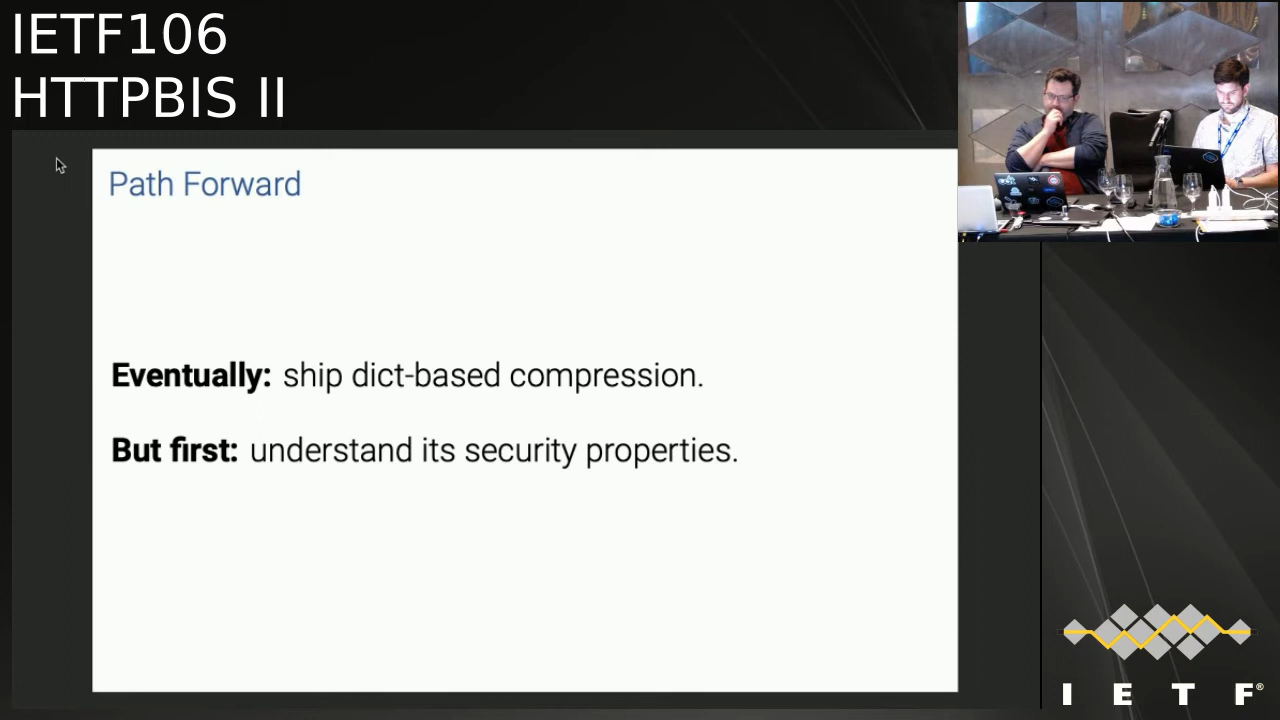 IETF106
HTTPBIS II
Path Forward
Eventually: ship dict-based compression.
But first: understand its security properties.
I E T F®